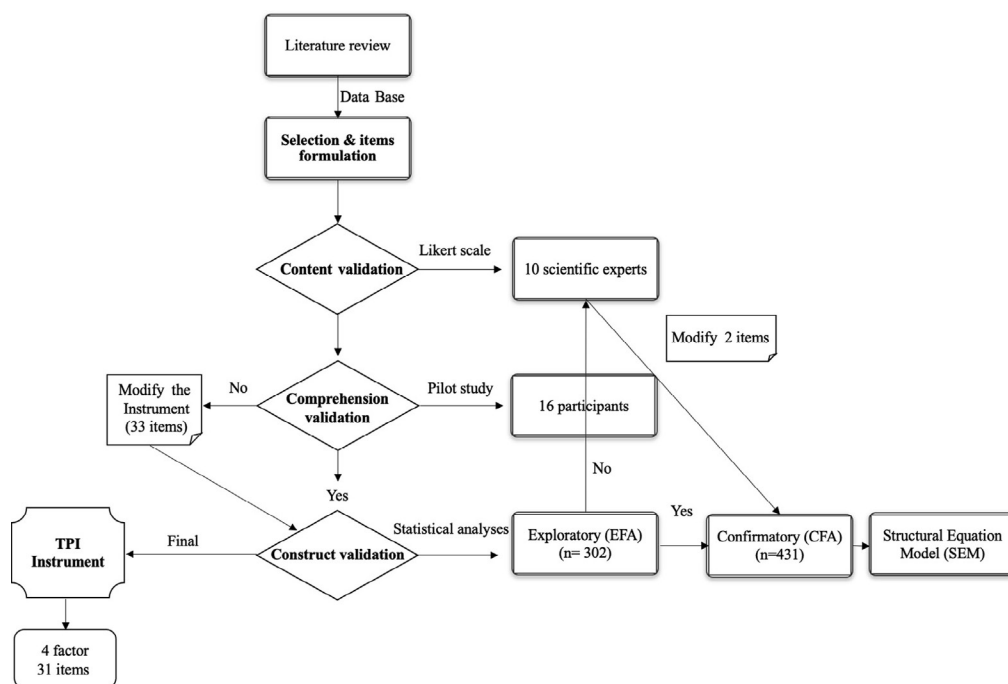 Literature review
Data Base
Selection & items
formulation
Content validation
Likert scale
10 scientific experts
Modify 2 items
Modify the
Instrument
(33 items)
No
Comprehension
validation
Pilot study
16 participants
No
Yes
TPI
Instrument
Final
Construct validation
Statistical analyses
Exploratory (EFA)
(n= 302)
Yes
Confirmatory (CFA)
(n=431)
Structural Equation
Model (SEM)
4 factor
31 items